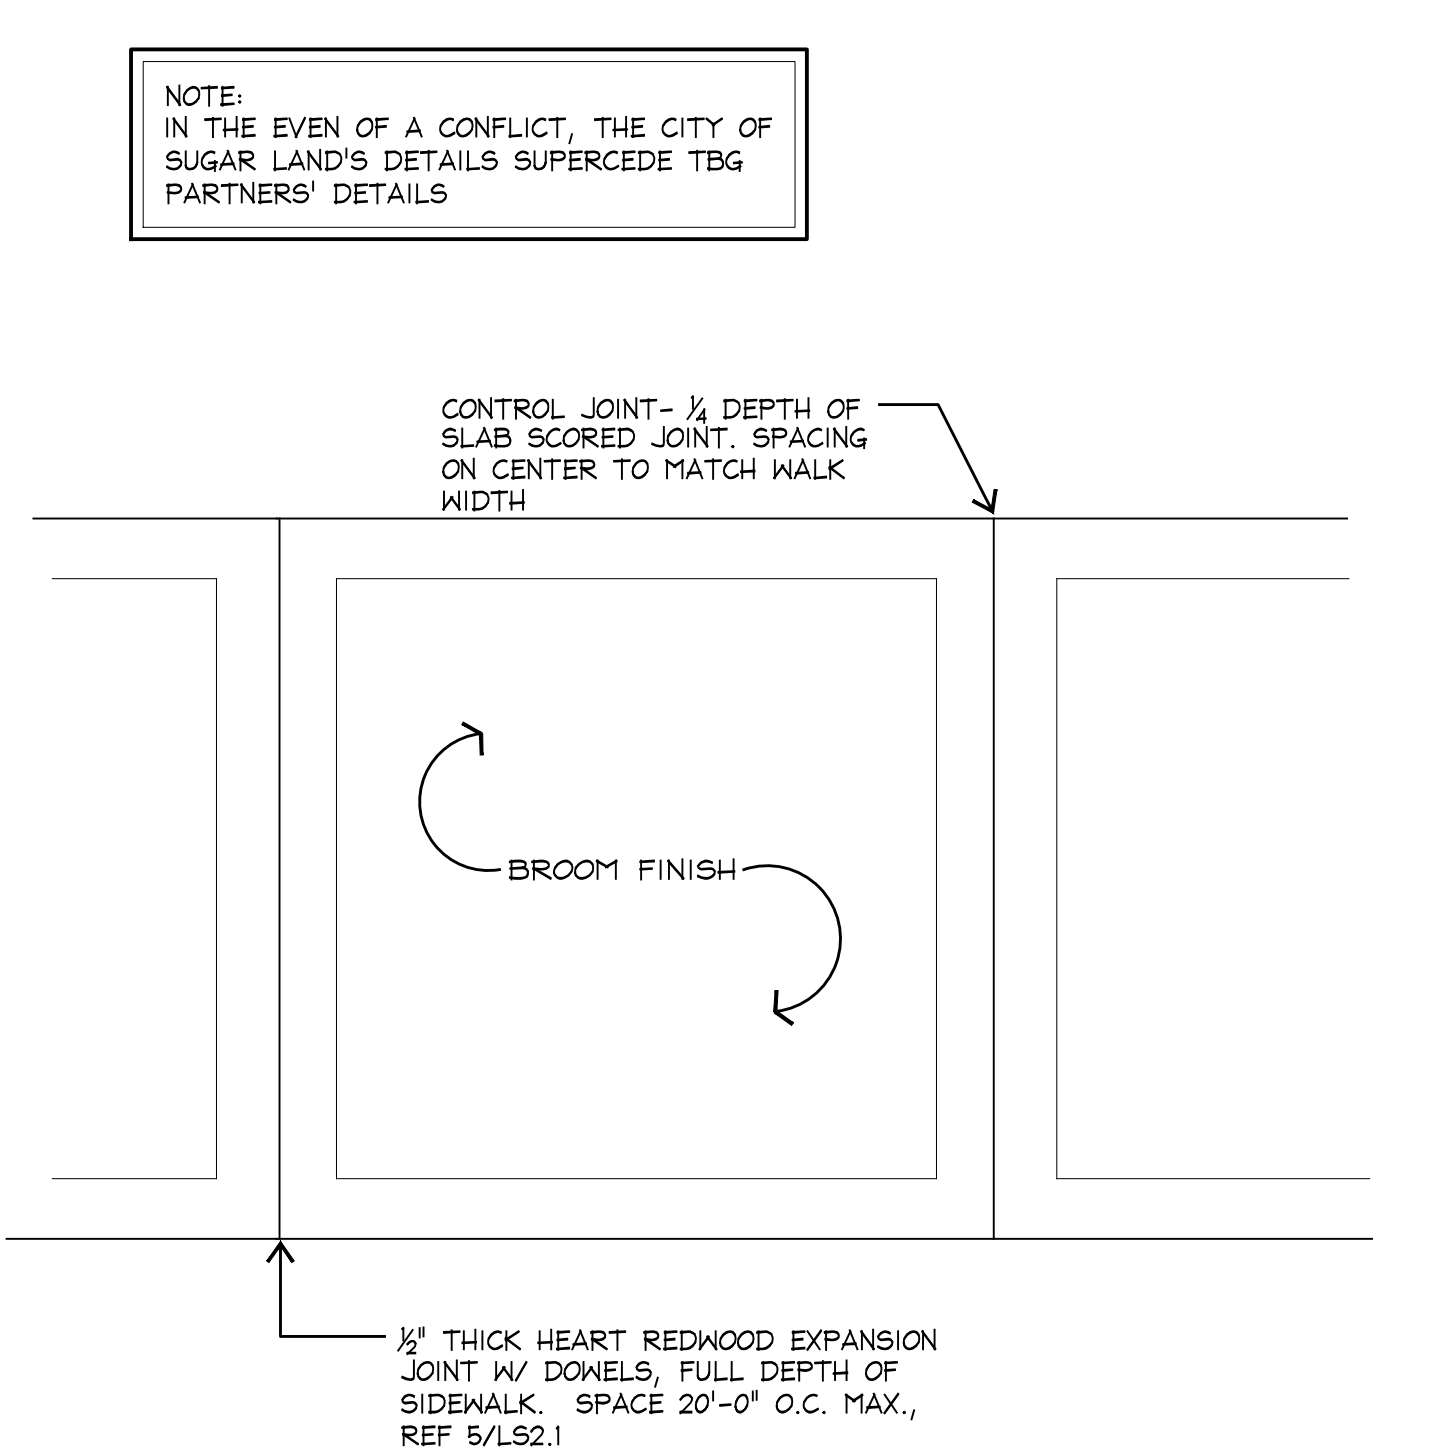 NOTE:
IN THE EVEN OF A CONFLICT, THE CITY OF
SUGAR LAND'S DETAILS SUPERCEDE TBG
PARTNERS' DETAILS
CONTROL JOINT- ¼ DEPTH OF
SLAB SCORED JOINT. SPACING
ON CENTER TO MATCH WALK
WIDTH
BROOM FINISH
½" THICK HEART REDWOOD EXPANSION
JOINT W/ DOWELS, FULL DEPTH OF
SIDEWALK.  SPACE 20'-0" O.C. MAX.,
REF 5/LS2.1